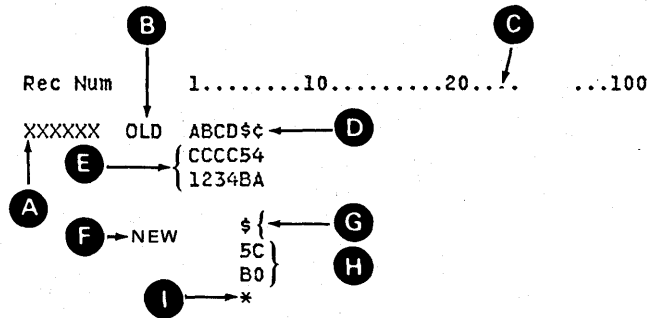 B C
Rec Num 1........10.........20.... ...100
XXXXXX OLD ABCD$¢ D
E CCCC54
1234BA
A
F NEW $ G
5C
B0 H
I *